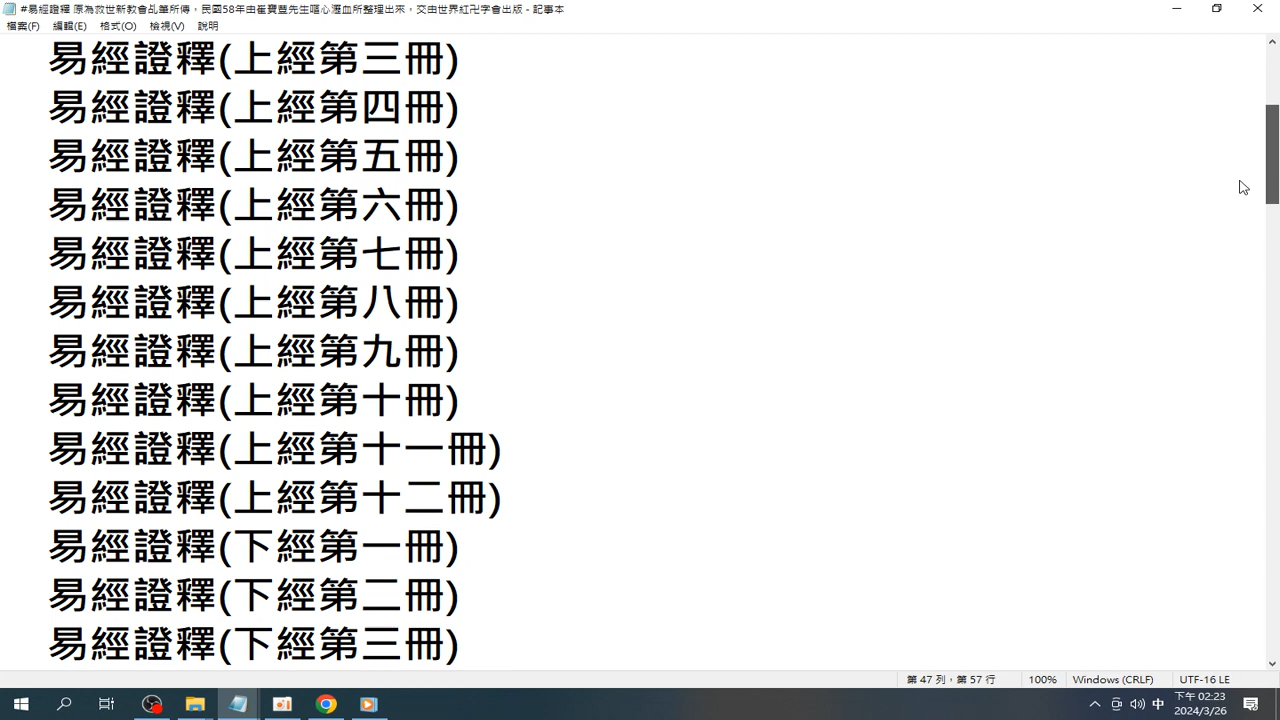 #易經證釋 原為救世新教會乩筆所傳，民國58年由崔寶豐先生嘔心瀝血所整理出來，交由世界紅卍字會出版 - 記事本
檔案(F) 編輯(E) 格式(O) 檢視(V) 說明
易經證釋(上經第三冊)
易經證釋(上經第四冊)
易經證釋(上經第五冊)
易經證釋(上經第六冊)
易經證釋(上經第七冊)
易經證釋(上經第八冊)
易經證釋(上經第九冊)
易經證釋(上經第十冊)
易經證釋(上經第十一冊)
易經證釋(上經第十二冊)
易經證釋(下經第一冊)
易經證釋(下經第二冊)
易經證釋(下經第三冊)
第 47 列，第 57 行 100% Windows (CRLF) UTF-16 LE
中 下午 02:23
2024/3/26